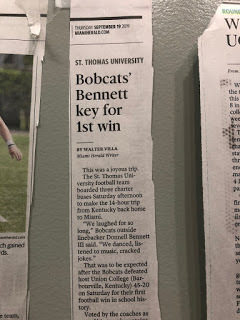 BOBCATS
THURSDAY SEPTEMBER 19 2019
MIAMIHERALD.COM
ST. THOMAS UNIVERSITY
Bobcats'
Bennett
key for
1st win
BY WALTER VILLA
Miami Herald Writer
This was a joyous trip.
The St. Thomas Uni-
versity football team
boarded three charter
buses Saturday afternoon
to make the 14-hour trip
from Kentucky back home
to Miami.
“We laughed for so
long,” Bobcats outside
linebacker Donnell Bennett
III said. “We danced, lis-
tened to music, cracked
jokes.”
That was to be expected
after the Bobcats defeated
host Union College (Bar-
bourville, Kentucky) 45-20
on Saturday for their first
football win in school his-
tory.
Voted by the coaches as